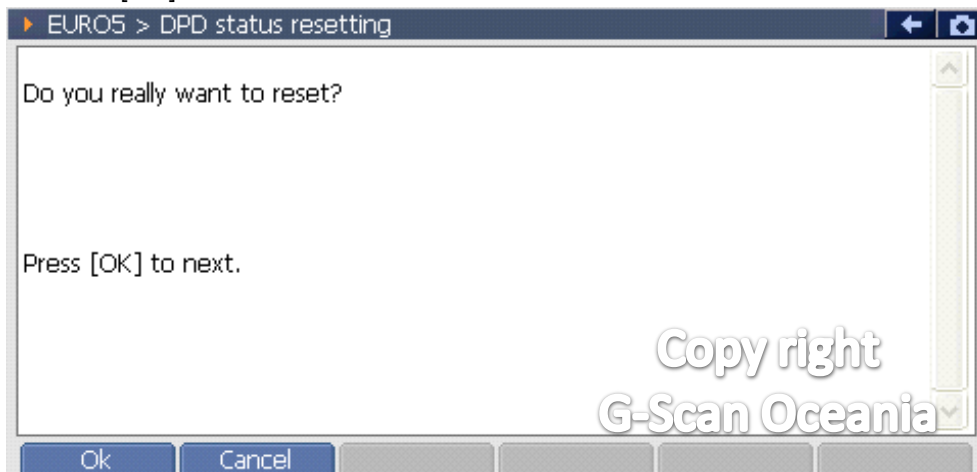 EURO5 > DPD status resetting
Do you really want to reset?
Press [OK] to next.
Copy right
G-Scan Oceania
Ok Cancel